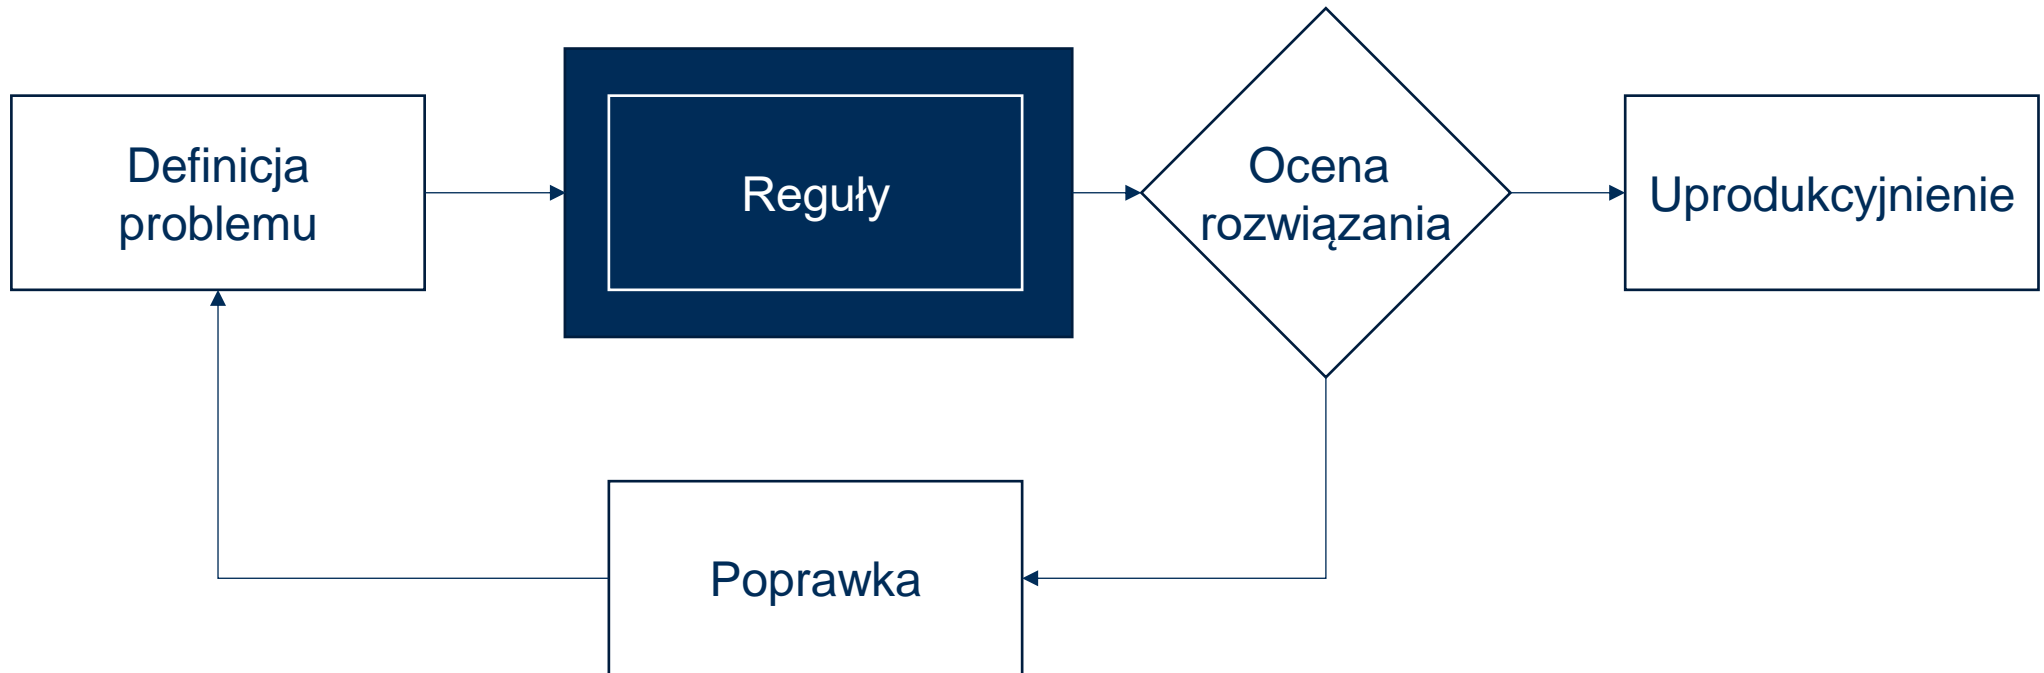 Definicja
problemu
Reguły
Ocena
rozwiązania
Uprodukcyjnienie
Poprawka